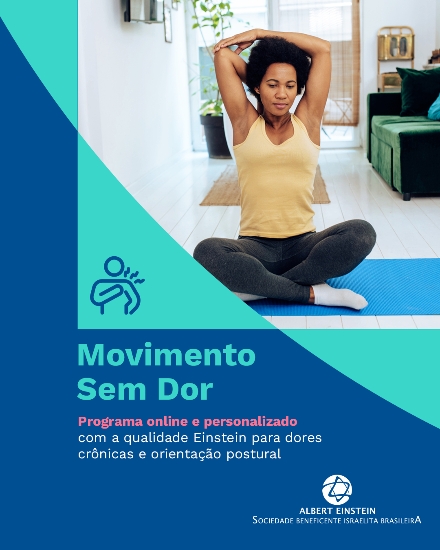 Movimento
Sem Dor
Programa online e personalizado
com a qualidade Einstein para dores
crônicas e orientação postural
ALBERT EINSTEIN
SOCIEDADE BENEFICENTE ISRAELITA BRASILEIRA